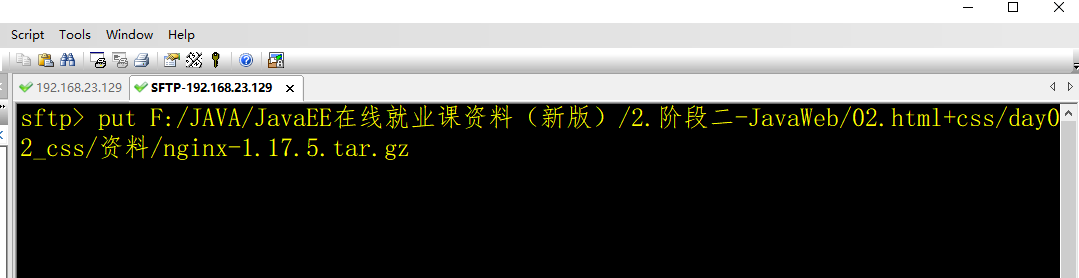 Script Tools Window Help
192.168.23.129 SFTP-192.168.23.129
sftp> put F:/JAVA/JavaEE在线就业课资料（新版）/2.阶段二-JavaWeb/02.html+css/day0
2_css/资料/nginx-1.17.5.tar.gz